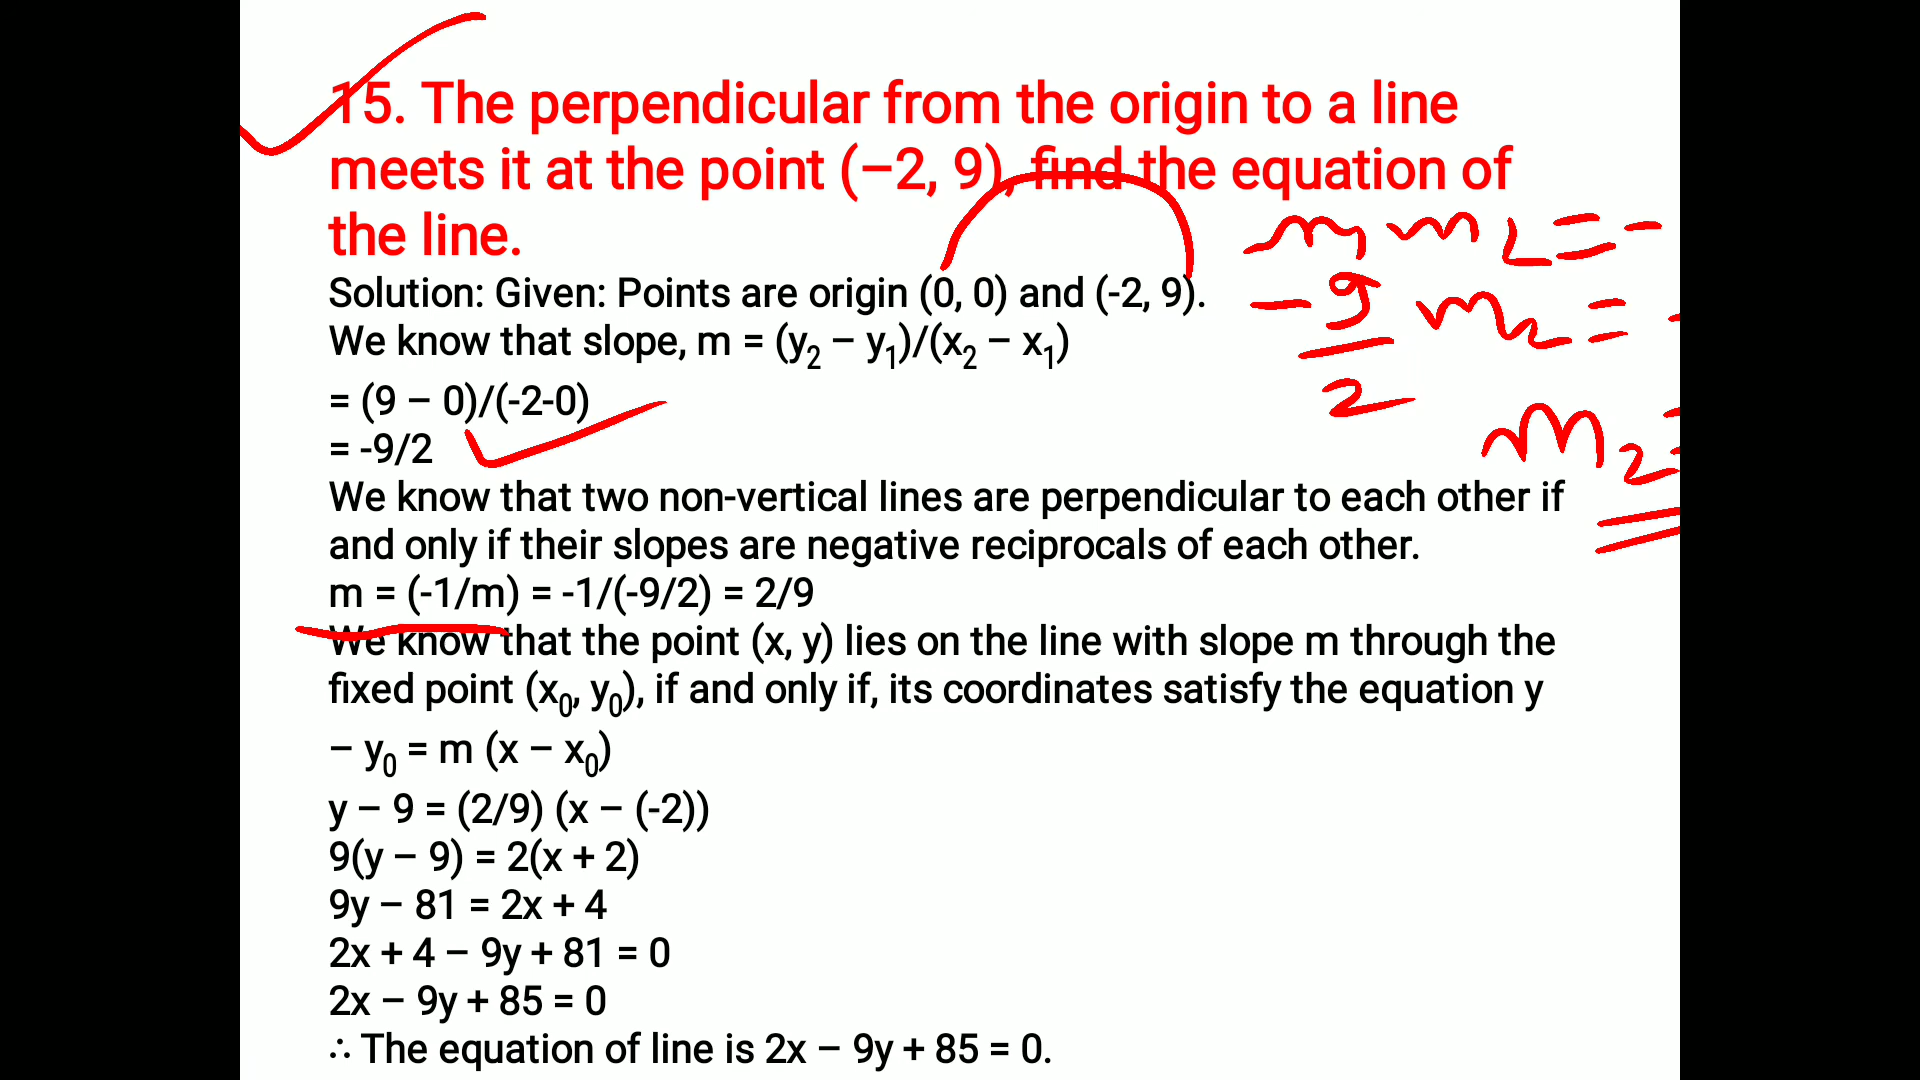 15. The perpendicular from the origin to a line
meets it at the point (–2, 9), find the equation of
the line.
m₁ m₂ = -
Solution: Given: Points are origin (0, 0) and (-2, 9).
- 9/2 m₂ = -
We know that slope, m = (y₂ – y₁)/(x₂ – x₁)
= (9 – 0)/(-2-0)
= -9/2
m₂ =
We know that two non-vertical lines are perpendicular to each other if
and only if their slopes are negative reciprocals of each other.
m = (-1/m) = -1/(-9/2) = 2/9
We know that the point (x, y) lies on the line with slope m through the
fixed point (x₀, y₀), if and only if, its coordinates satisfy the equation y
– y₀ = m (x – x₀)
y – 9 = (2/9) (x – (-2))
9(y – 9) = 2(x + 2)
9y – 81 = 2x + 4
2x + 4 – 9y + 81 = 0
2x – 9y + 85 = 0
∴ The equation of line is 2x – 9y + 85 = 0.